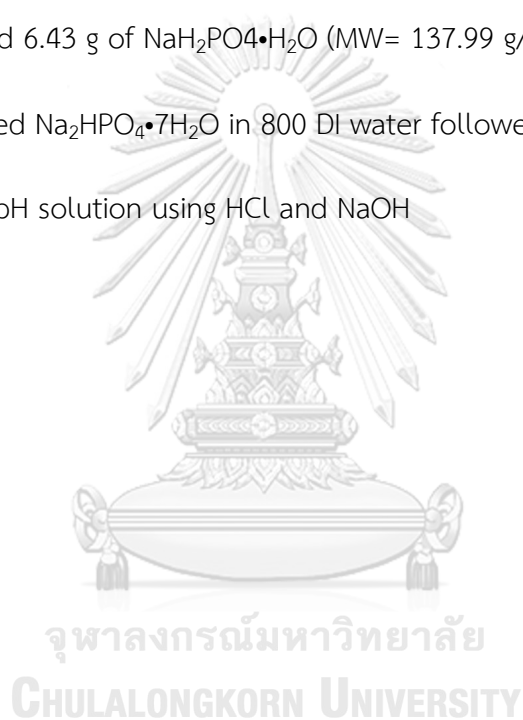 d 6.43 g of NaH₂PO4•H₂O (MW= 137.99 g/
ed Na₂HPO₄•7H₂O in 800 DI water followe
pH solution using HCl and NaOH
จุฬาลงกรณ์มหาวิทยาลัย
CHULALONGKORN UNIVERSITY